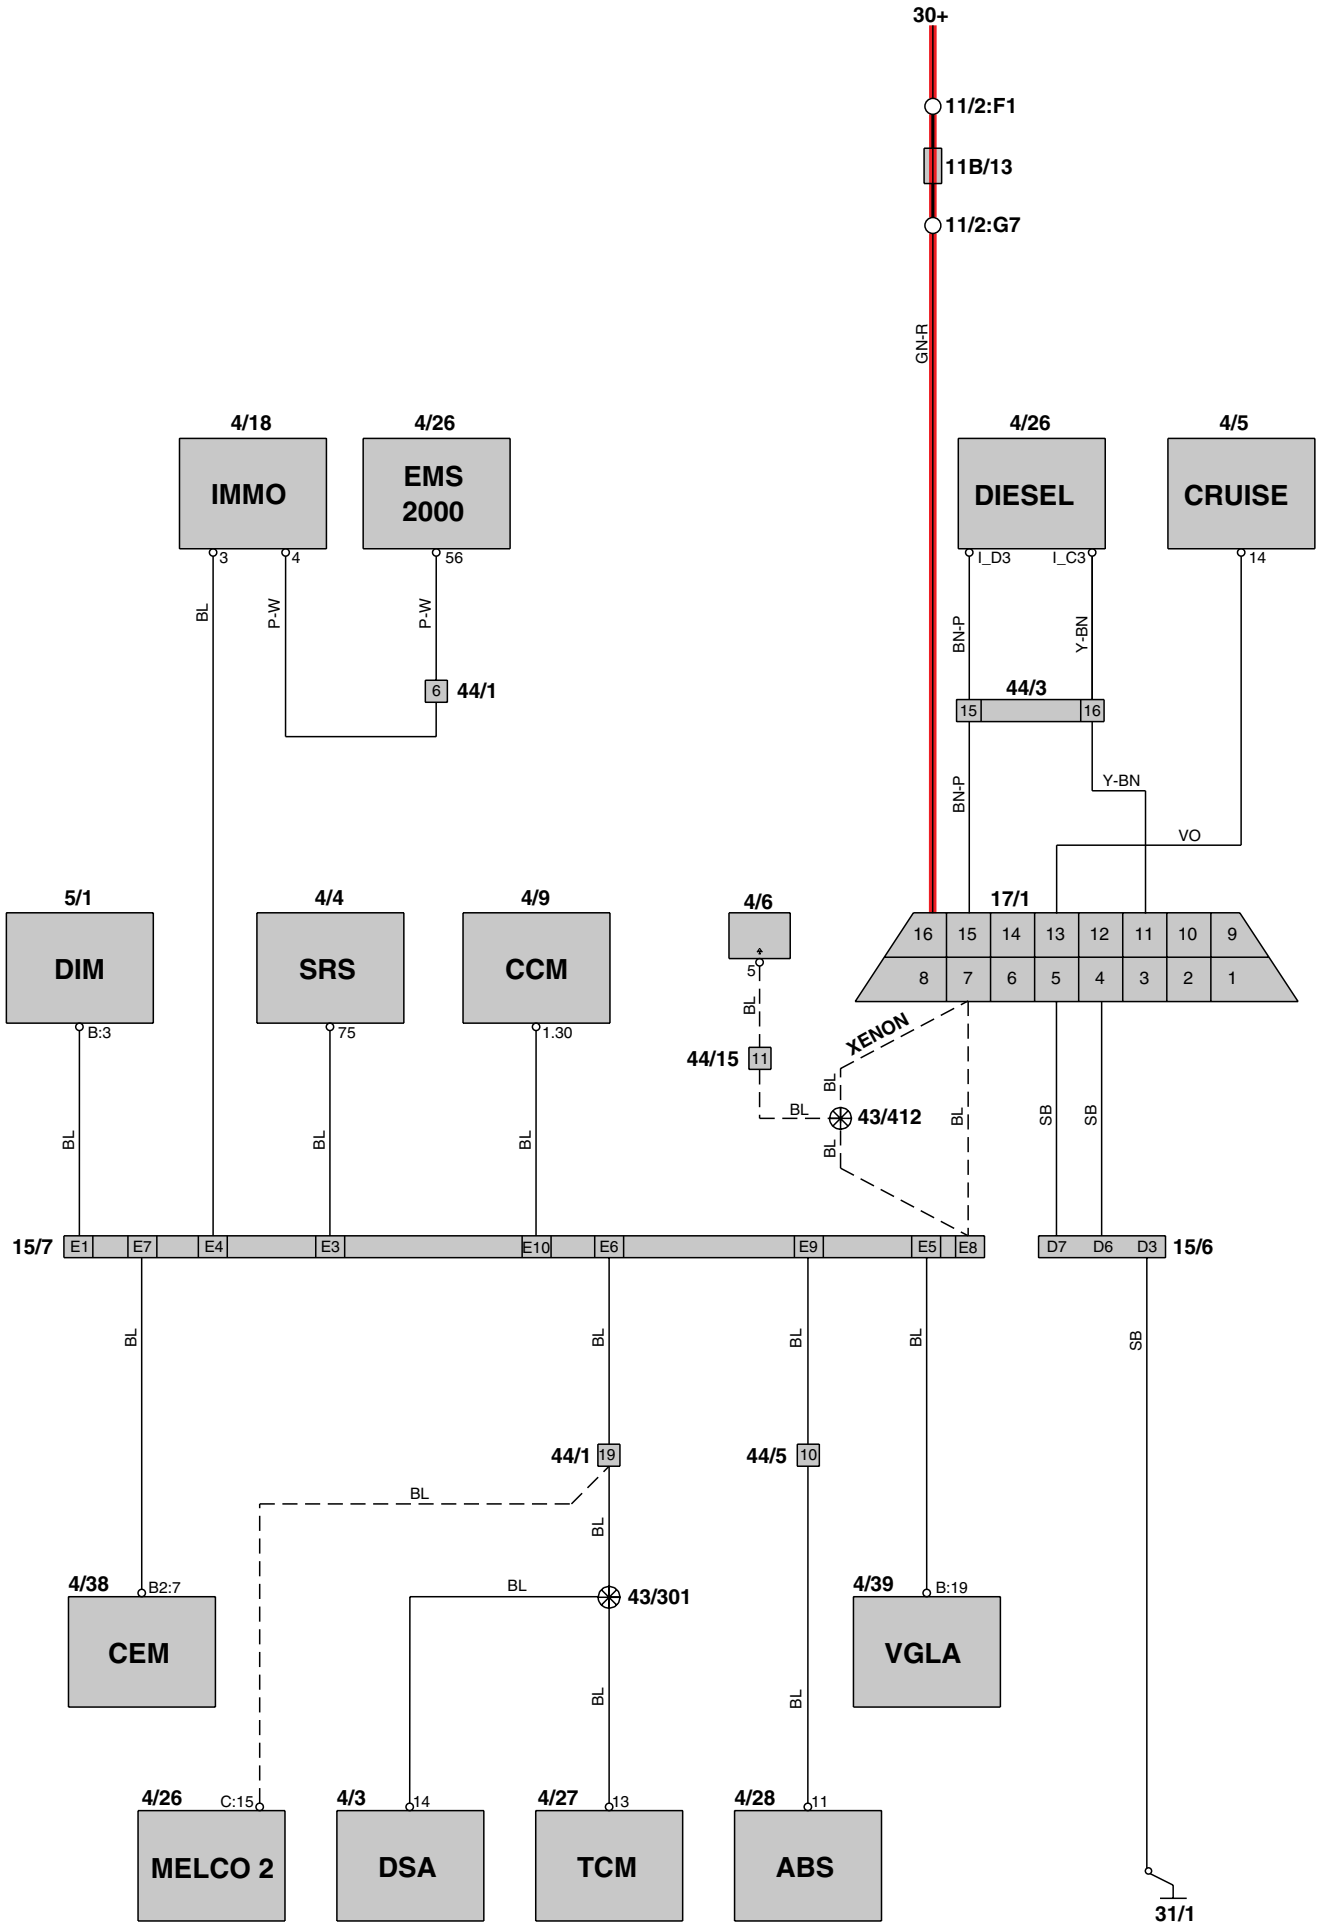 30+
11/2:F1
11B/13
11/2:G7
GN-R
4/18
4/26
4/26
4/5
IMMO
EMS
2000
DIESEL
CRUISE
3
4
56
I_D3
I_C3
14
BL
P-W
P-W
BN-P
Y-BN
6
44/1
44/3
15
16
BN-P
Y-BN
VO
5/1
4/4
4/9
4/6
17/1
DIM
SRS
CCM
*
16 15 14 13 12 11 10 9
8 7 6 5 4 3 2 1
B:3
75
1.30
5
BL
XENON
44/15
11
BL
BL
43/412
BL
BL
SB
SB
BL
BL
BL
BL
15/7
E1
E7
E4
E3
E10
E6
E9
E5
E8
D7
D6
D3
15/6
BL
BL
BL
BL
SB
44/1
19
44/5
10
BL
BL
4/38
B2:7
BL
43/301
4/39
B:19
CEM
VGLA
BL
BL
4/26
C:15
4/3
14
4/27
13
4/28
11
MELCO 2
DSA
TCM
ABS
31/1